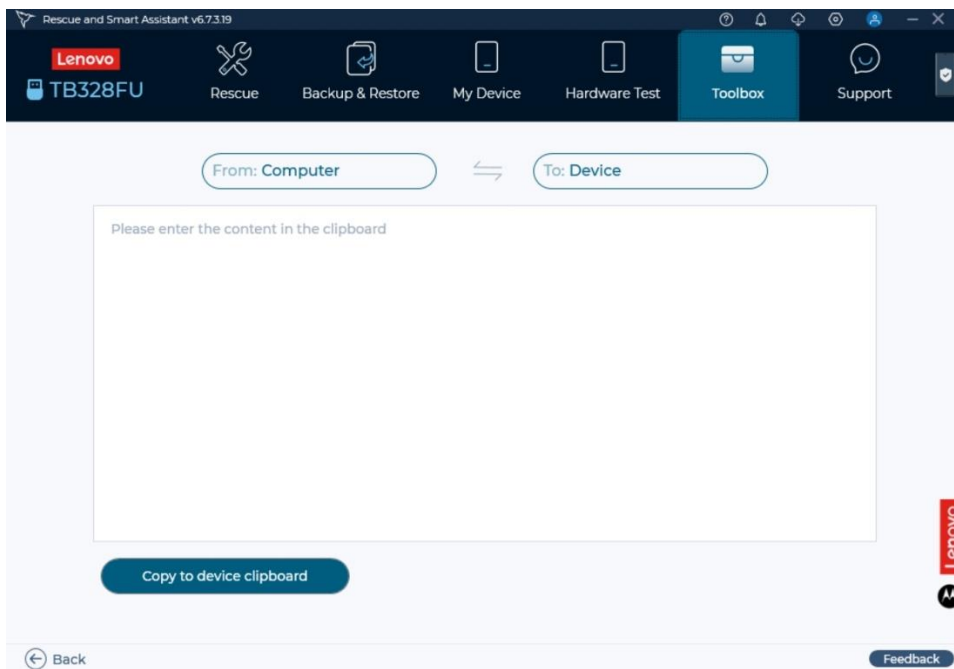 Rescue and Smart Assistant v6.7.3.19
Lenovo
TB328FU
Rescue
Backup & Restore
My Device
Hardware Test
Toolbox
Support
From: Computer
To: Device
Please enter the content in the clipboard
Copy to device clipboard
Lenovo
Back
Feedback